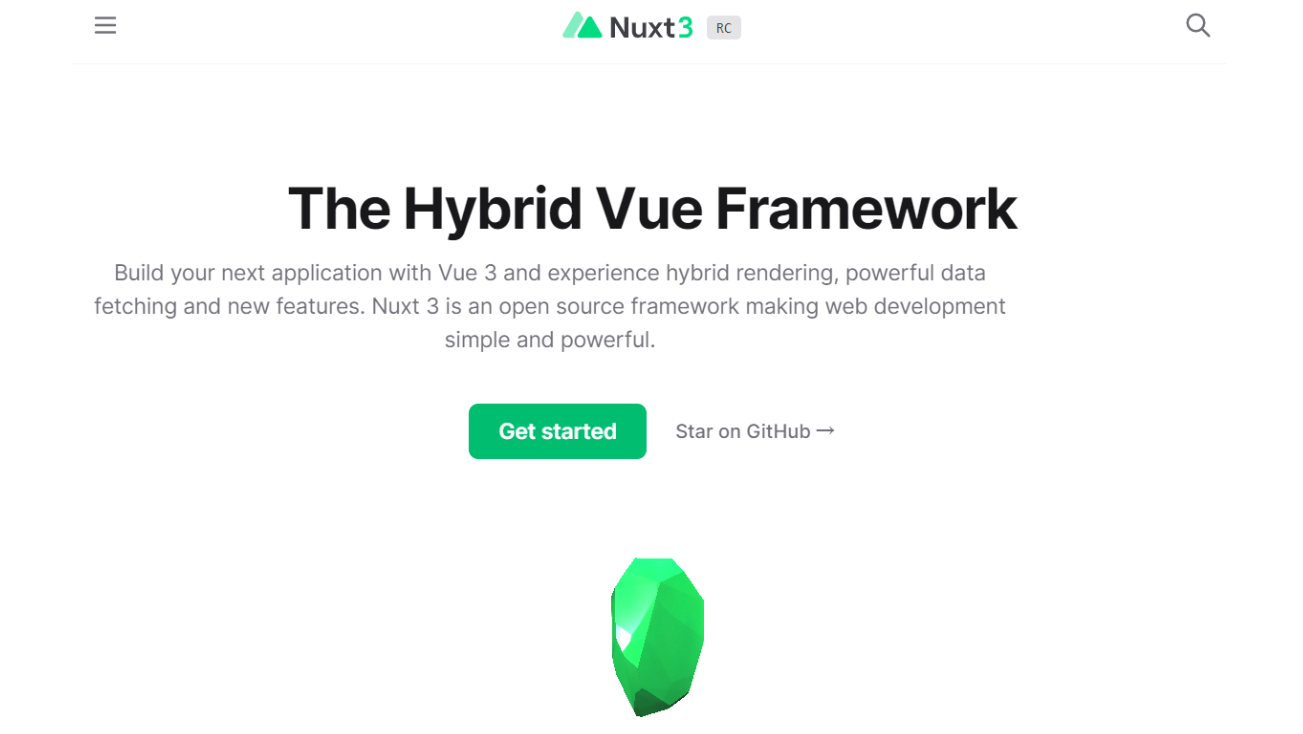 Nuxt3 RC
The Hybrid Vue Framework
Build your next application with Vue 3 and experience hybrid rendering, powerful data
fetching and new features. Nuxt 3 is an open source framework making web development
simple and powerful.
Get started Star on GitHub →